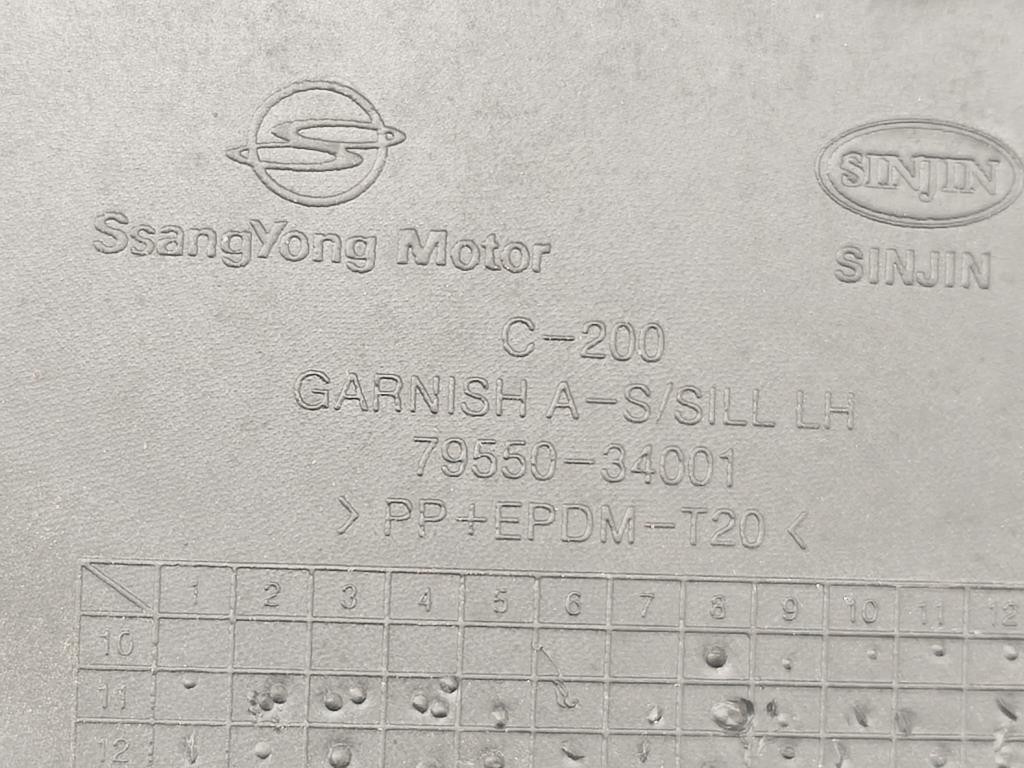 SINJIN
SsangYong Motor
SINJIN
C-200
GARNISH A-S/SILL LH
79550-34001
> PP+EPDM-T20 <
1 2 3 4 5 6 7 8 9 10 11 12
10
11
12